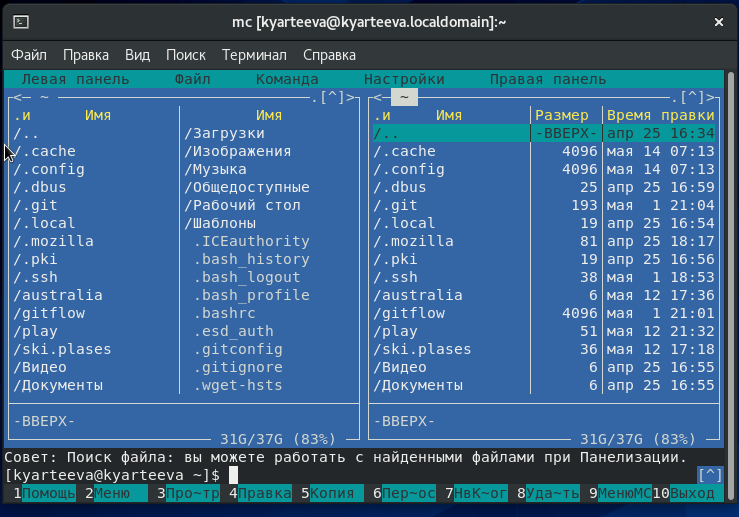 mc [kyarteeva@kyarteeva.localdomain]:~
Файл Правка Вид Поиск Терминал Справка
Левая панель Файл Команда Настройки Правая панель
<─ ~ .[^]> <─ ~ .[^]>
.и Имя Имя .и Имя Размер Время правки
/.. /Загрузки /.. -ВВЕРХ- апр 25 16:34
/.cache /Изображения /.cache 4096 мая 14 07:13
/.config /Музыка /.config 4096 мая 14 07:13
/.dbus /Общедоступные /.dbus 25 апр 25 16:59
/.git /Рабочий стол /.git 193 мая 1 21:04
/.local /Шаблоны /.local 19 апр 25 16:54
/.mozilla .ICEauthority /.mozilla 81 апр 25 18:17
/.pki .bash_history /.pki 19 апр 25 16:56
/.ssh .bash_logout /.ssh 38 мая 1 18:53
/australia .bash_profile /australia 6 мая 12 17:36
/gitflow .bashrc /gitflow 4096 мая 1 21:01
/play .esd_auth /play 51 мая 12 21:32
/ski.plases .gitconfig /ski.plases 36 мая 12 17:18
/Видео .gitignore /Видео 6 апр 25 16:55
/Документы .wget-hsts /Документы 6 апр 25 16:55
-ВВЕРХ- -ВВЕРХ-
31G/37G (83%) 31G/37G (83%)
Совет: Поиск файла: вы можете работать с найденными файлами при Панелизации.
[kyarteeva@kyarteeva ~]$ [^]
1Помощь 2Меню 3Про~тр 4Правка 5Копия 6Пер~ос 7НвК~ог 8Уда~ть 9МенюМС 10Выход